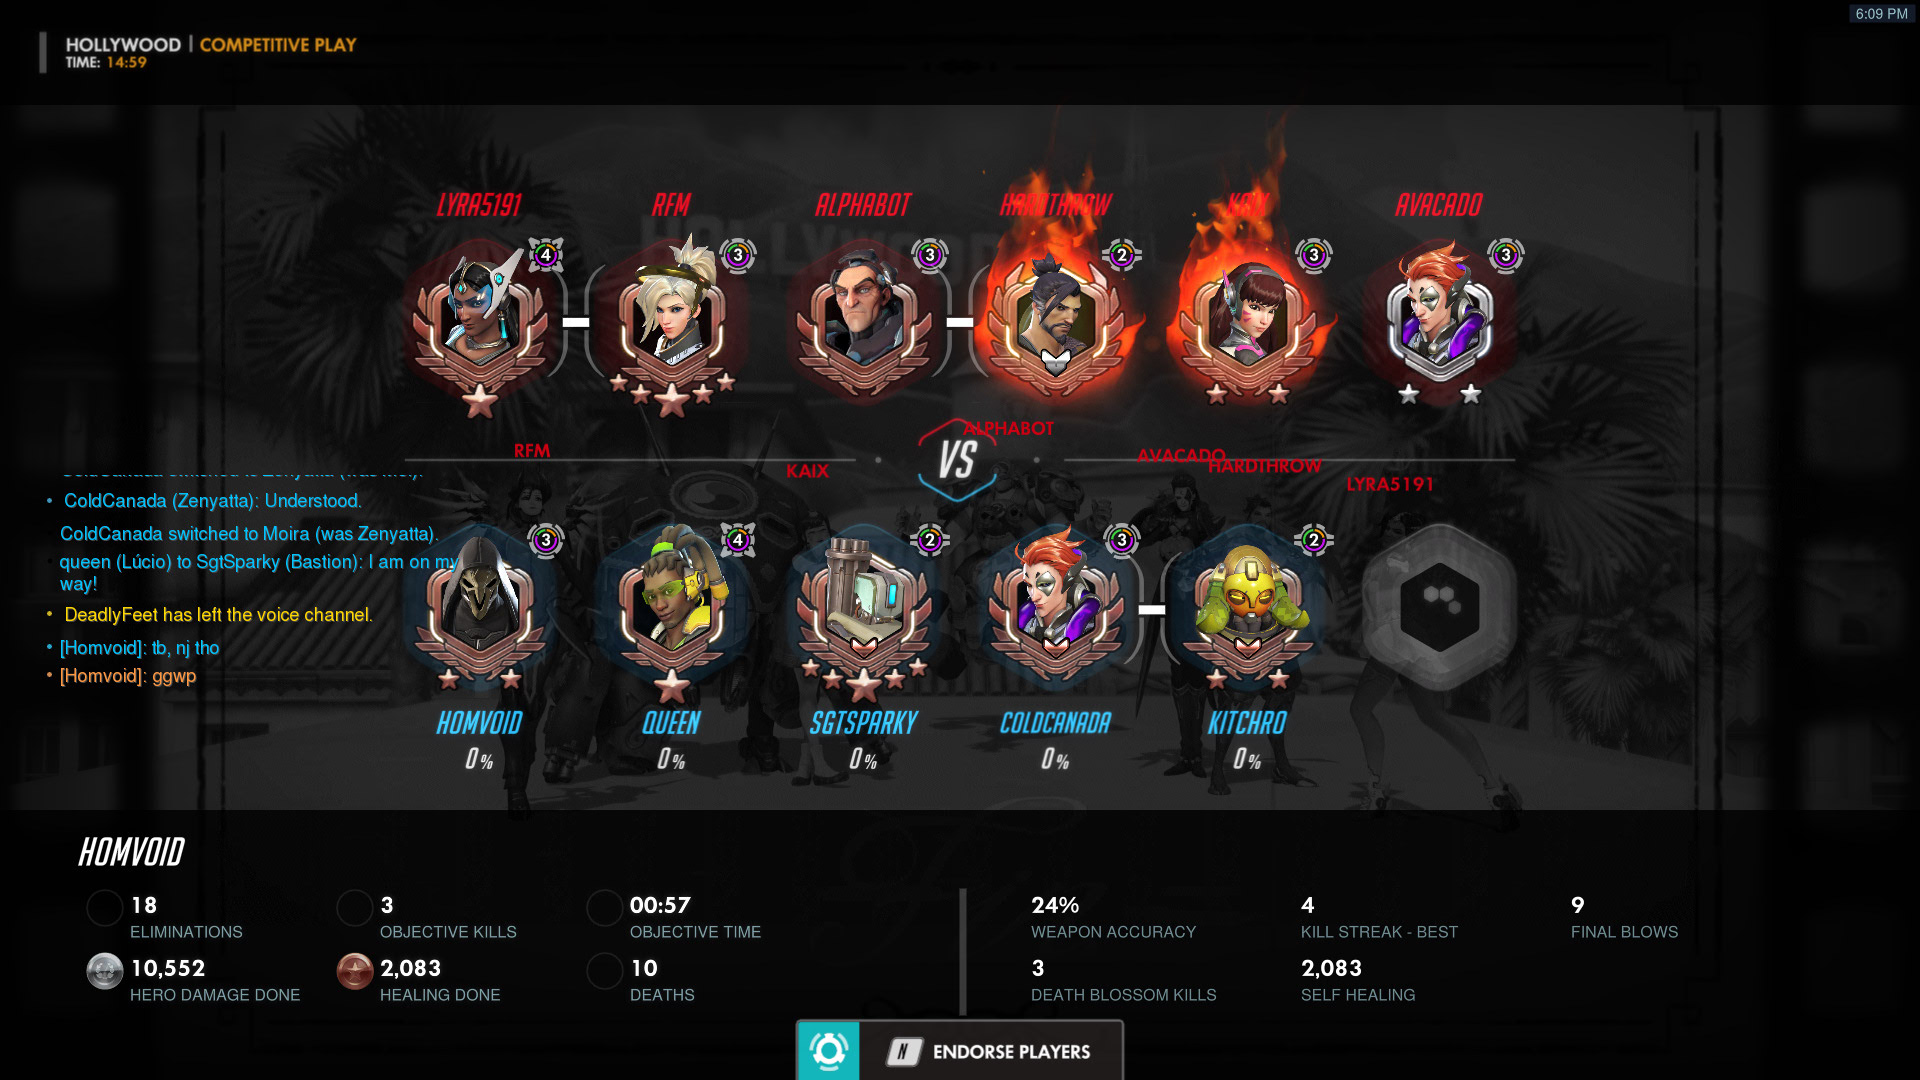 6:09 PM
HOLLYWOOD | COMPETITIVE PLAY
TIME: 14:59
LYRA5191
RFM
ALPHABOT
HARDTHROW
KAIX
AVACADO
4
3
3
2
3
3
VS
RFM
KAIX
ALPHABOT
AVACADO
HARDTHROW
LYRA5191
ColdCanada (Zenyatta): Understood.
ColdCanada switched to Moira (was Zenyatta).
queen (Lúcio) to SgtSparky (Bastion): I am on my
way!
DeadlyFeet has left the voice channel.
[Homvoid]: tb, nj tho
[Homvoid]: ggwp
3
4
2
3
2
HOMVOID
QUEEN
SGTSPARKY
COLDCANADA
KITCHRO
0%
0%
0%
0%
0%
HOMVOID
18
ELIMINATIONS
3
OBJECTIVE KILLS
00:57
OBJECTIVE TIME
10,552
HERO DAMAGE DONE
2,083
HEALING DONE
10
DEATHS
24%
WEAPON ACCURACY
4
KILL STREAK - BEST
9
FINAL BLOWS
3
DEATH BLOSSOM KILLS
2,083
SELF HEALING
N
ENDORSE PLAYERS